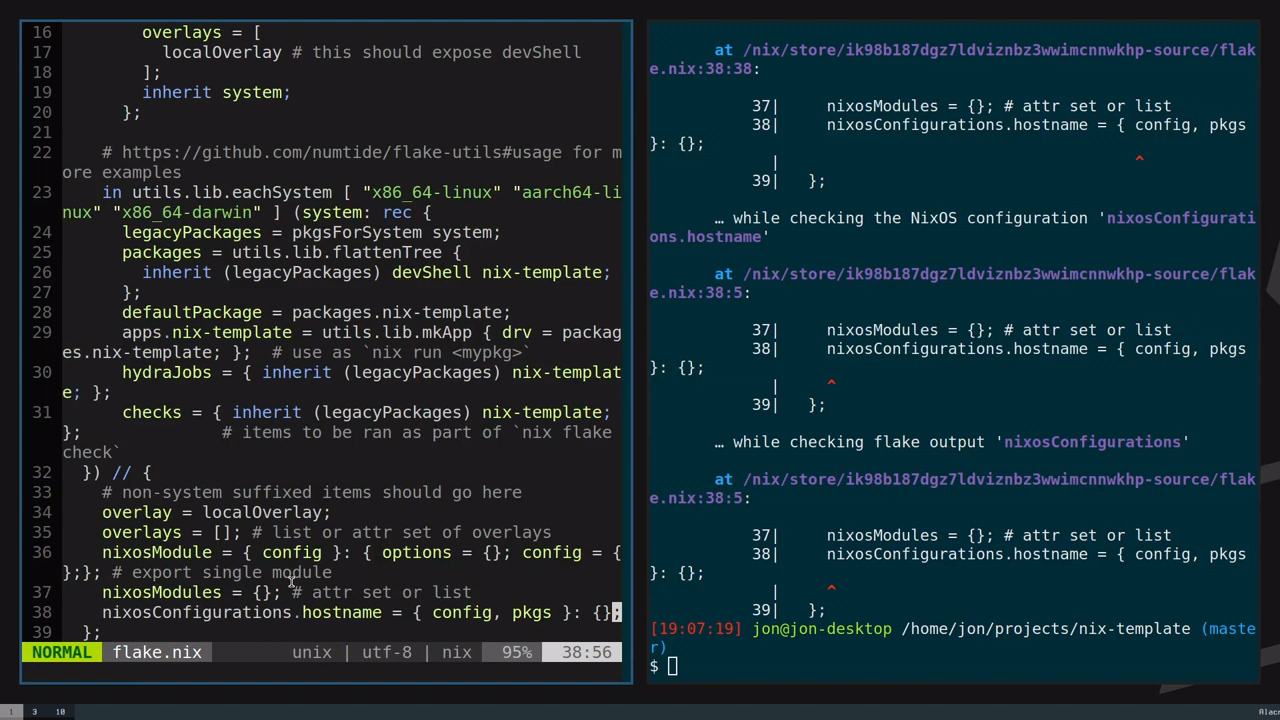 16 overlays = [
17 localOverlay # this should expose devShell
18 ];
19 inherit system;
20 };
21
22 # https://github.com/numtide/flake-utils#usage for m
ore examples
23 in utils.lib.eachSystem [ "x86_64-linux" "aarch64-li
nux" "x86_64-darwin" ] (system: rec {
24 legacyPackages = pkgsForSystem system;
25 packages = utils.lib.flattenTree {
26 inherit (legacyPackages) devShell nix-template;
27 };
28 defaultPackage = packages.nix-template;
29 apps.nix-template = utils.lib.mkApp { drv = packag
es.nix-template; };  # use as `nix run <mypkg>`
30 hydraJobs = { inherit (legacyPackages) nix-templat
e; };
31 checks = { inherit (legacyPackages) nix-template;
}; # items to be ran as part of `nix flake
check`
32 }) // {
33 # non-system suffixed items should go here
34 overlay = localOverlay;
35 overlays = []; # list or attr set of overlays
36 nixosModule = { config }: { options = {}; config = {
};}; # export single module
37 nixosModules = {}; # attr set or list
38 nixosConfigurations.hostname = { config, pkgs }: {};
39 };
NORMAL flake.nix unix | utf-8 | nix 95% 38:56
at /nix/store/ik98b187dgz7ldviznbz3wwimcnnwkhp-source/flak
e.nix:38:38:
37| nixosModules = {}; # attr set or list
38| nixosConfigurations.hostname = { config, pkgs
}: {};
| ^
39| };
… while checking the NixOS configuration 'nixosConfigurati
ons.hostname'
at /nix/store/ik98b187dgz7ldviznbz3wwimcnnwkhp-source/flak
e.nix:38:5:
37| nixosModules = {}; # attr set or list
38| nixosConfigurations.hostname = { config, pkgs
}: {};
| ^
39| };
… while checking flake output 'nixosConfigurations'
at /nix/store/ik98b187dgz7ldviznbz3wwimcnnwkhp-source/flak
e.nix:38:5:
37| nixosModules = {}; # attr set or list
38| nixosConfigurations.hostname = { config, pkgs
}: {};
| ^
39| };
[19:07:19] jon@jon-desktop /home/jon/projects/nix-template (maste
r)
$
1 3 10 Alacr